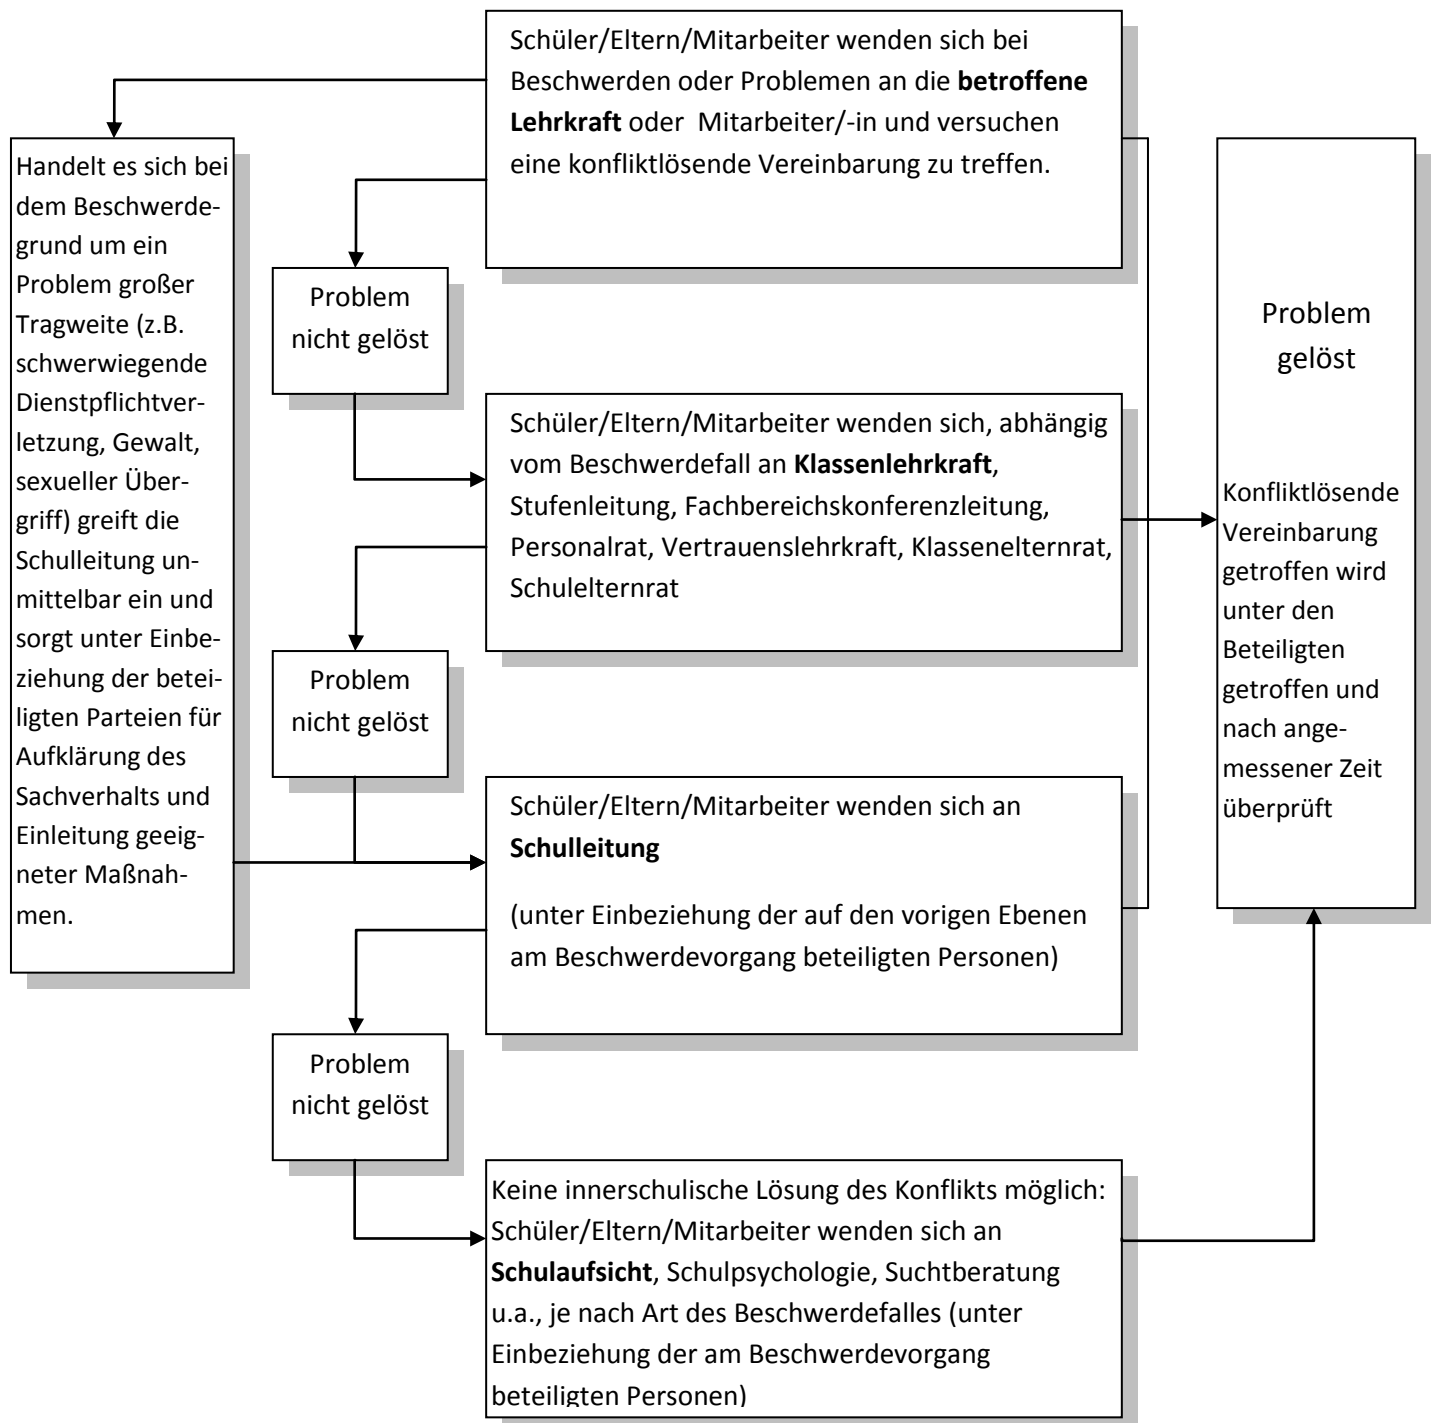 Schüler/Eltern/Mitarbeiter wenden sich bei
Beschwerden oder Problemen an die betroffene
Lehrkraft oder Mitarbeiter/-in und versuchen
eine konfliktlösende Vereinbarung zu treffen.
Handelt es sich bei
dem Beschwerde-
grund um ein
Problem großer
Tragweite (z.B.
schwerwiegende
Dienstpflichtver-
letzung, Gewalt,
sexueller Über-
griff) greift die
Schulleitung un-
mittelbar ein und
sorgt unter Einbe-
ziehung der betei-
ligten Parteien für
Aufklärung des
Sachverhalts und
Einleitung geeig-
neter Maßnah-
men.
Problem
nicht gelöst
Schüler/Eltern/Mitarbeiter wenden sich, abhängig
vom Beschwerdefall an Klassenlehrkraft,
Stufenleitung, Fachbereichskonferenzleitung,
Personalrat, Vertrauenslehrkraft, Klassenelternrat,
Schulelternrat
Problem
nicht gelöst
Schüler/Eltern/Mitarbeiter wenden sich an
Schulleitung
(unter Einbeziehung der auf den vorigen Ebenen
am Beschwerdevorgang beteiligten Personen)
Problem
nicht gelöst
Keine innerschulische Lösung des Konflikts möglich:
Schüler/Eltern/Mitarbeiter wenden sich an
Schulaufsicht, Schulpsychologie, Suchtberatung
u.a., je nach Art des Beschwerdefalles (unter
Einbeziehung der am Beschwerdevorgang
beteiligten Personen)
Problem
gelöst
Konfliktlösende
Vereinbarung
getroffen wird
unter den
Beteiligten
getroffen und
nach ange-
messener Zeit
überprüft